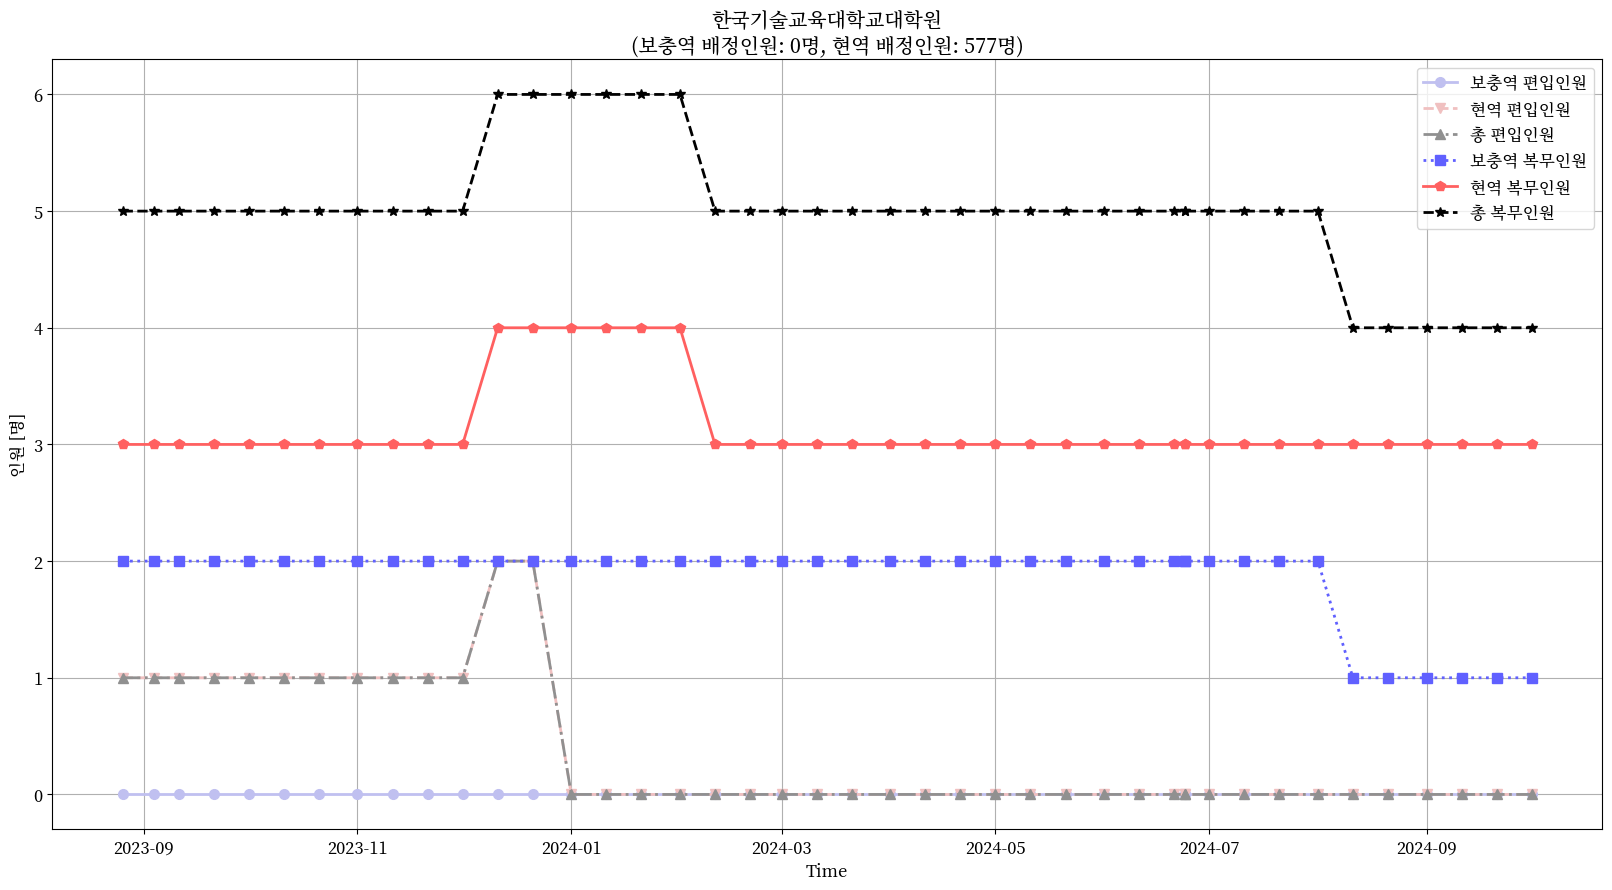 한국기술교육대학교대학원
(보충역 배정인원: 0명, 현역 배정인원: 577명)
보충역 편입인원
현역 편입인원
총 편입인원
보충역 복무인원
현역 복무인원
총 복무인원
인원 [명]
6
5
4
3
2
1
0
2023-09
2023-11
2024-01
2024-03
2024-05
2024-07
2024-09
Time